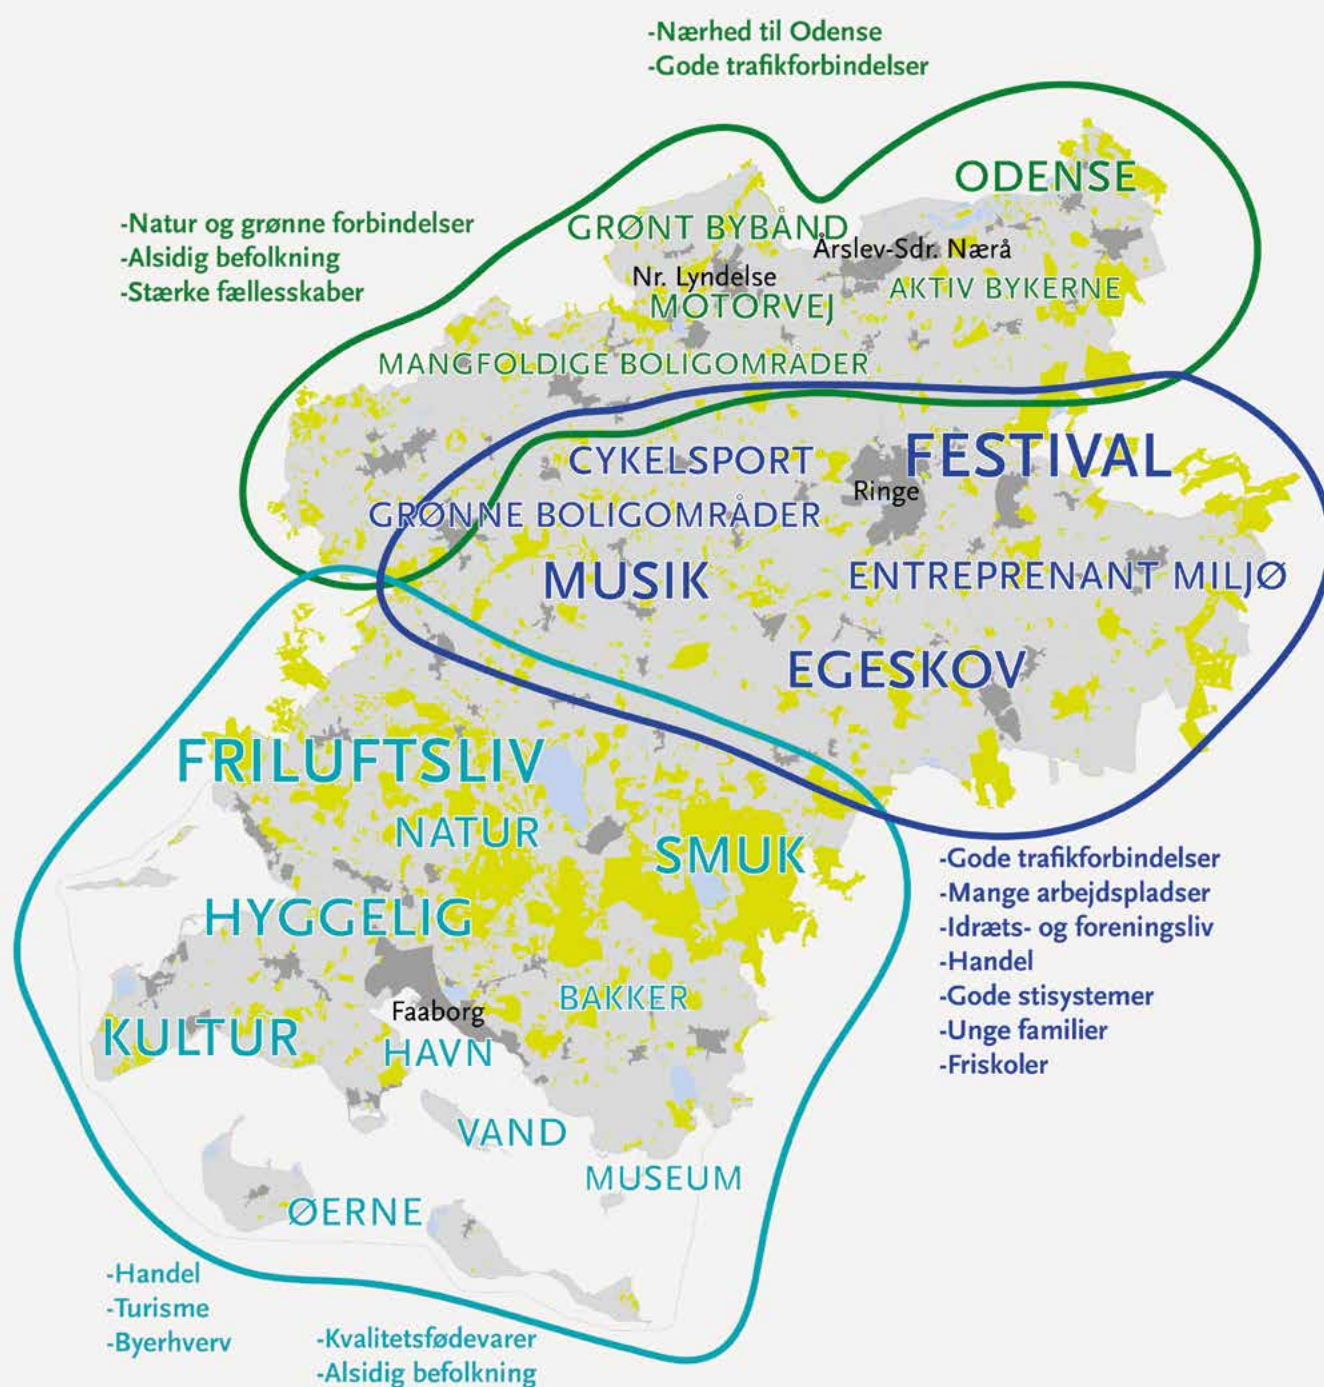 -Nærhed til Odense
-Gode trafikforbindelser
ODENSE
-Natur og grønne forbindelser
-Alsidig befolkning
-Stærke fællesskaber
GRØNT BYBÅND
Årslev-Sdr. Nærå
Nr. Lyndelse
AKTIV BYKERNE
MOTORVEJ
MANGFOLDIGE BOLIGOMRÅDER
FESTIVAL
CYKELSPORT
Ringe
GRØNNE BOLIGOMRÅDER
MUSIK
ENTREPRENANT MILJØ
EGESKOV
FRILUFTSLIV
NATUR
SMUK
HYGGELIG
-Gode trafikforbindelser
-Mange arbejdspladser
-Idræts- og foreningsliv
-Handel
-Gode stisystemer
-Unge familier
-Friskoler
BAKKER
Faaborg
KULTUR
HAVN
VAND
MUSEUM
ØERNE
-Handel
-Turisme
-Byerhverv
-Kvalitetsfødevarer
-Alsidig befolkning